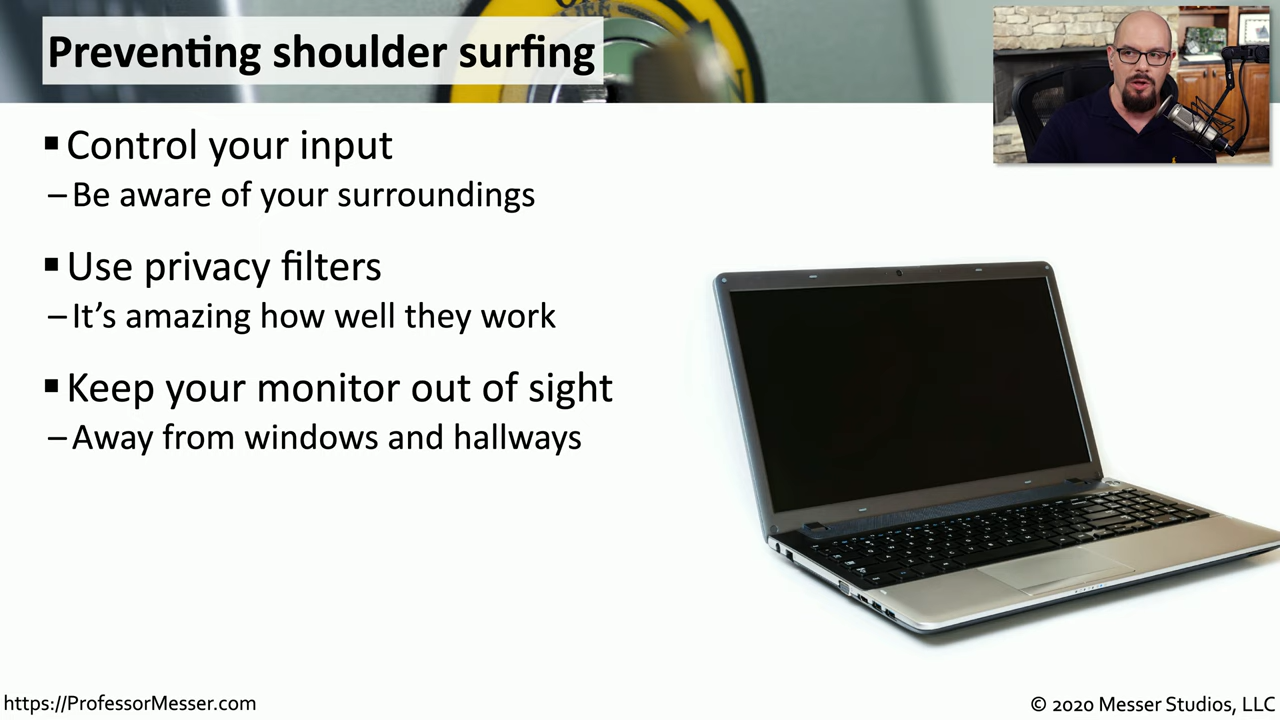 OFF
Preventing shoulder surfing
▪ Control your input
– Be aware of your surroundings
▪ Use privacy filters
– It's amazing how well they work
▪ Keep your monitor out of sight
– Away from windows and hallways
https://ProfessorMesser.com
© 2020 Messer Studios, LLC